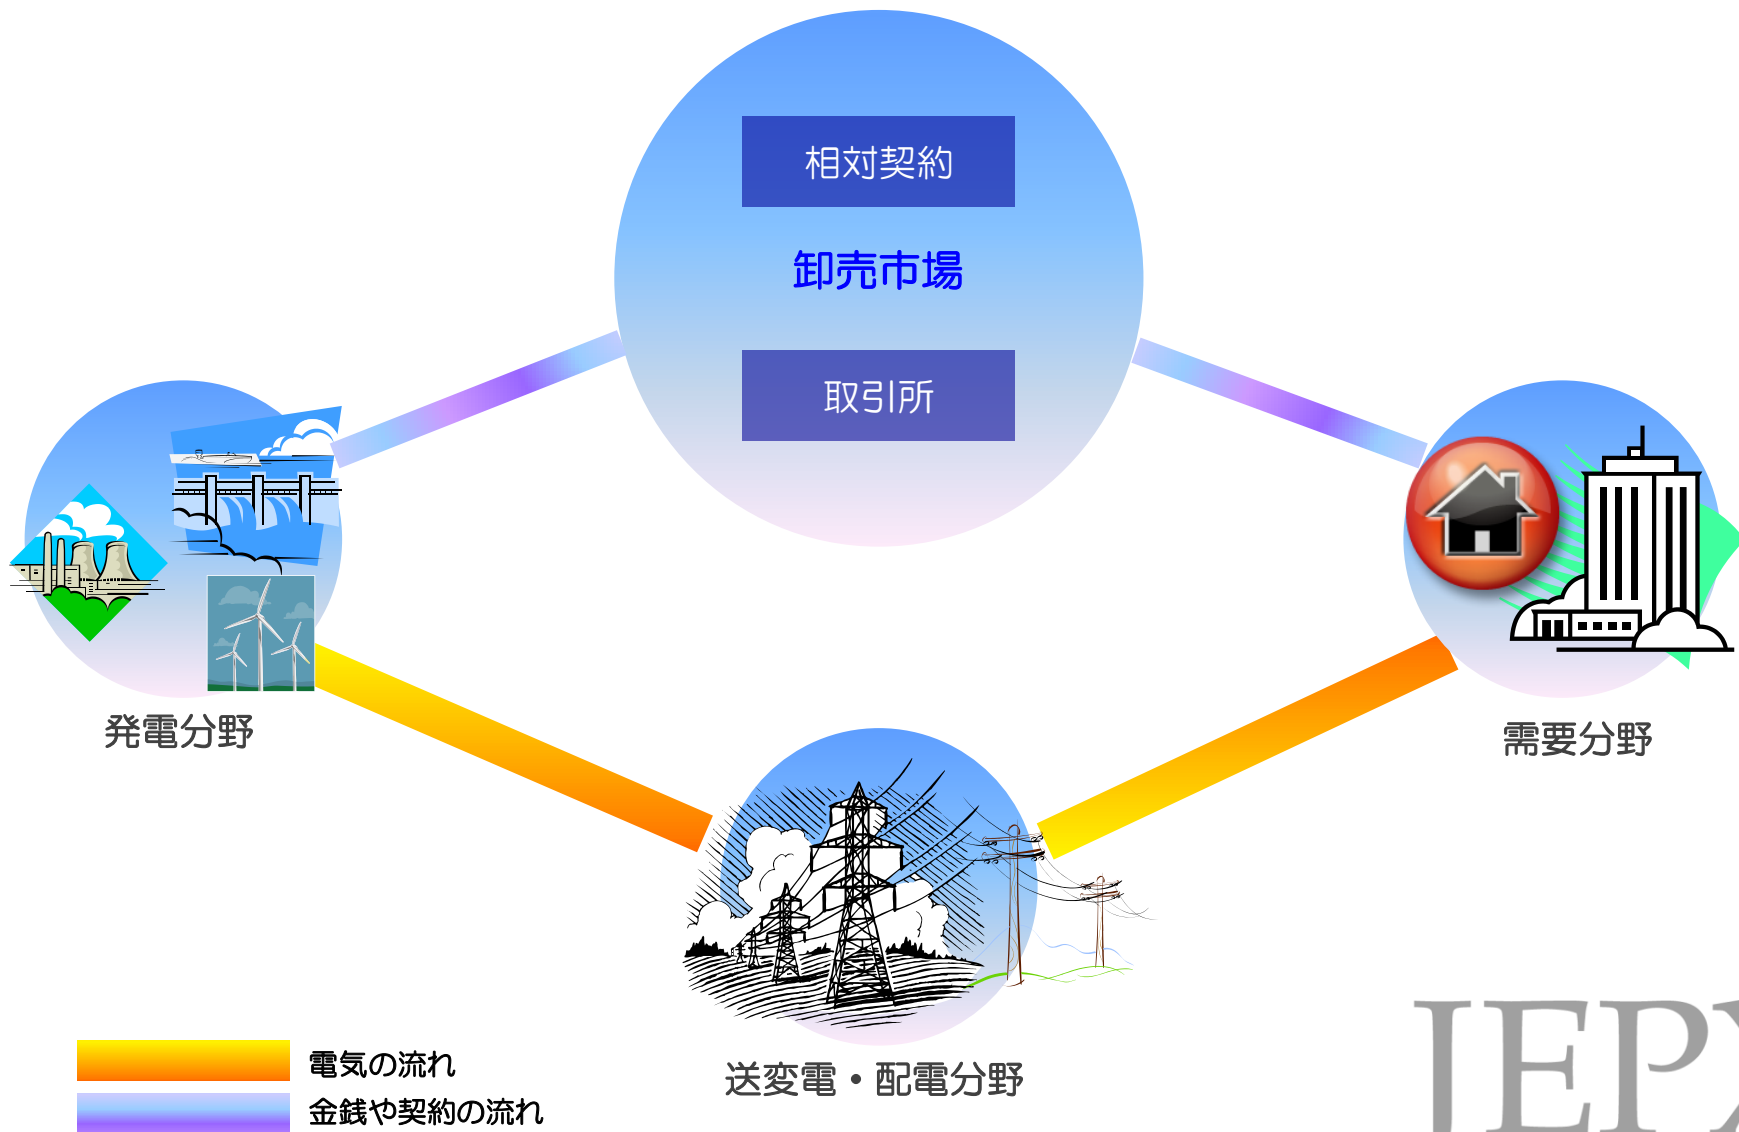 相対契約
卸売市場
取引所
発電分野
需要分野
送変電・配電分野
電気の流れ
金銭や契約の流れ
JEPX